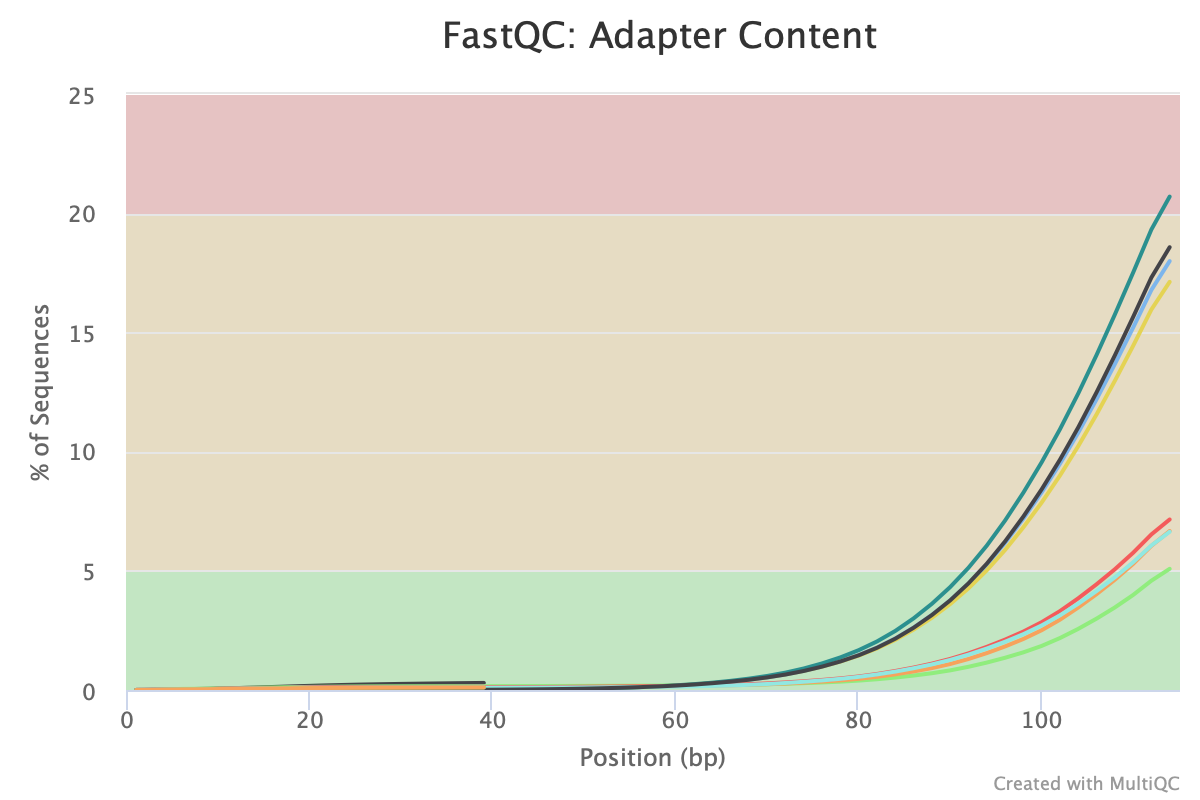 FastQC: Adapter Content
% of Sequences
25
20
15
10
5
0
0 20 40 60 80 100
Position (bp)
Created with MultiQC